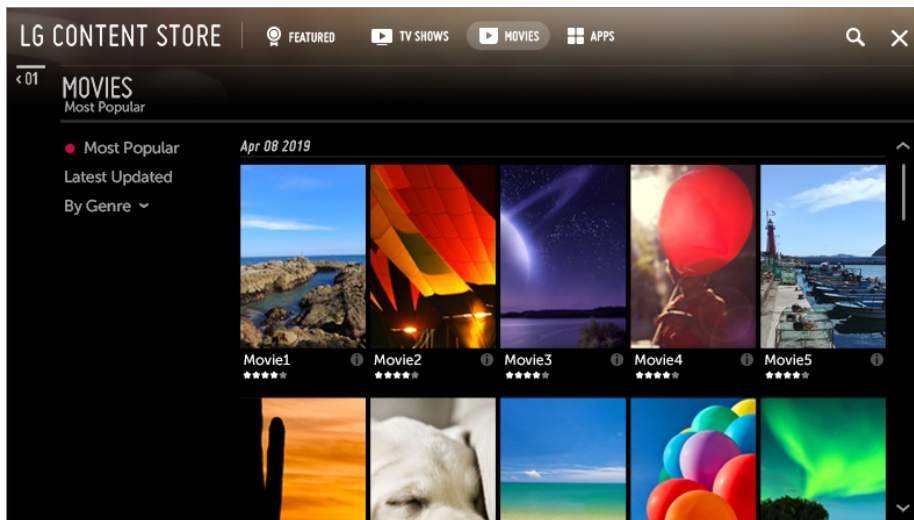 LG CONTENT STORE FEATURED TV SHOWS MOVIES APPS
<01 MOVIES
Most Popular
Most Popular
Latest Updated
By Genre
Apr 08 2019
Movie1 Movie2 Movie3 Movie4 Movie5